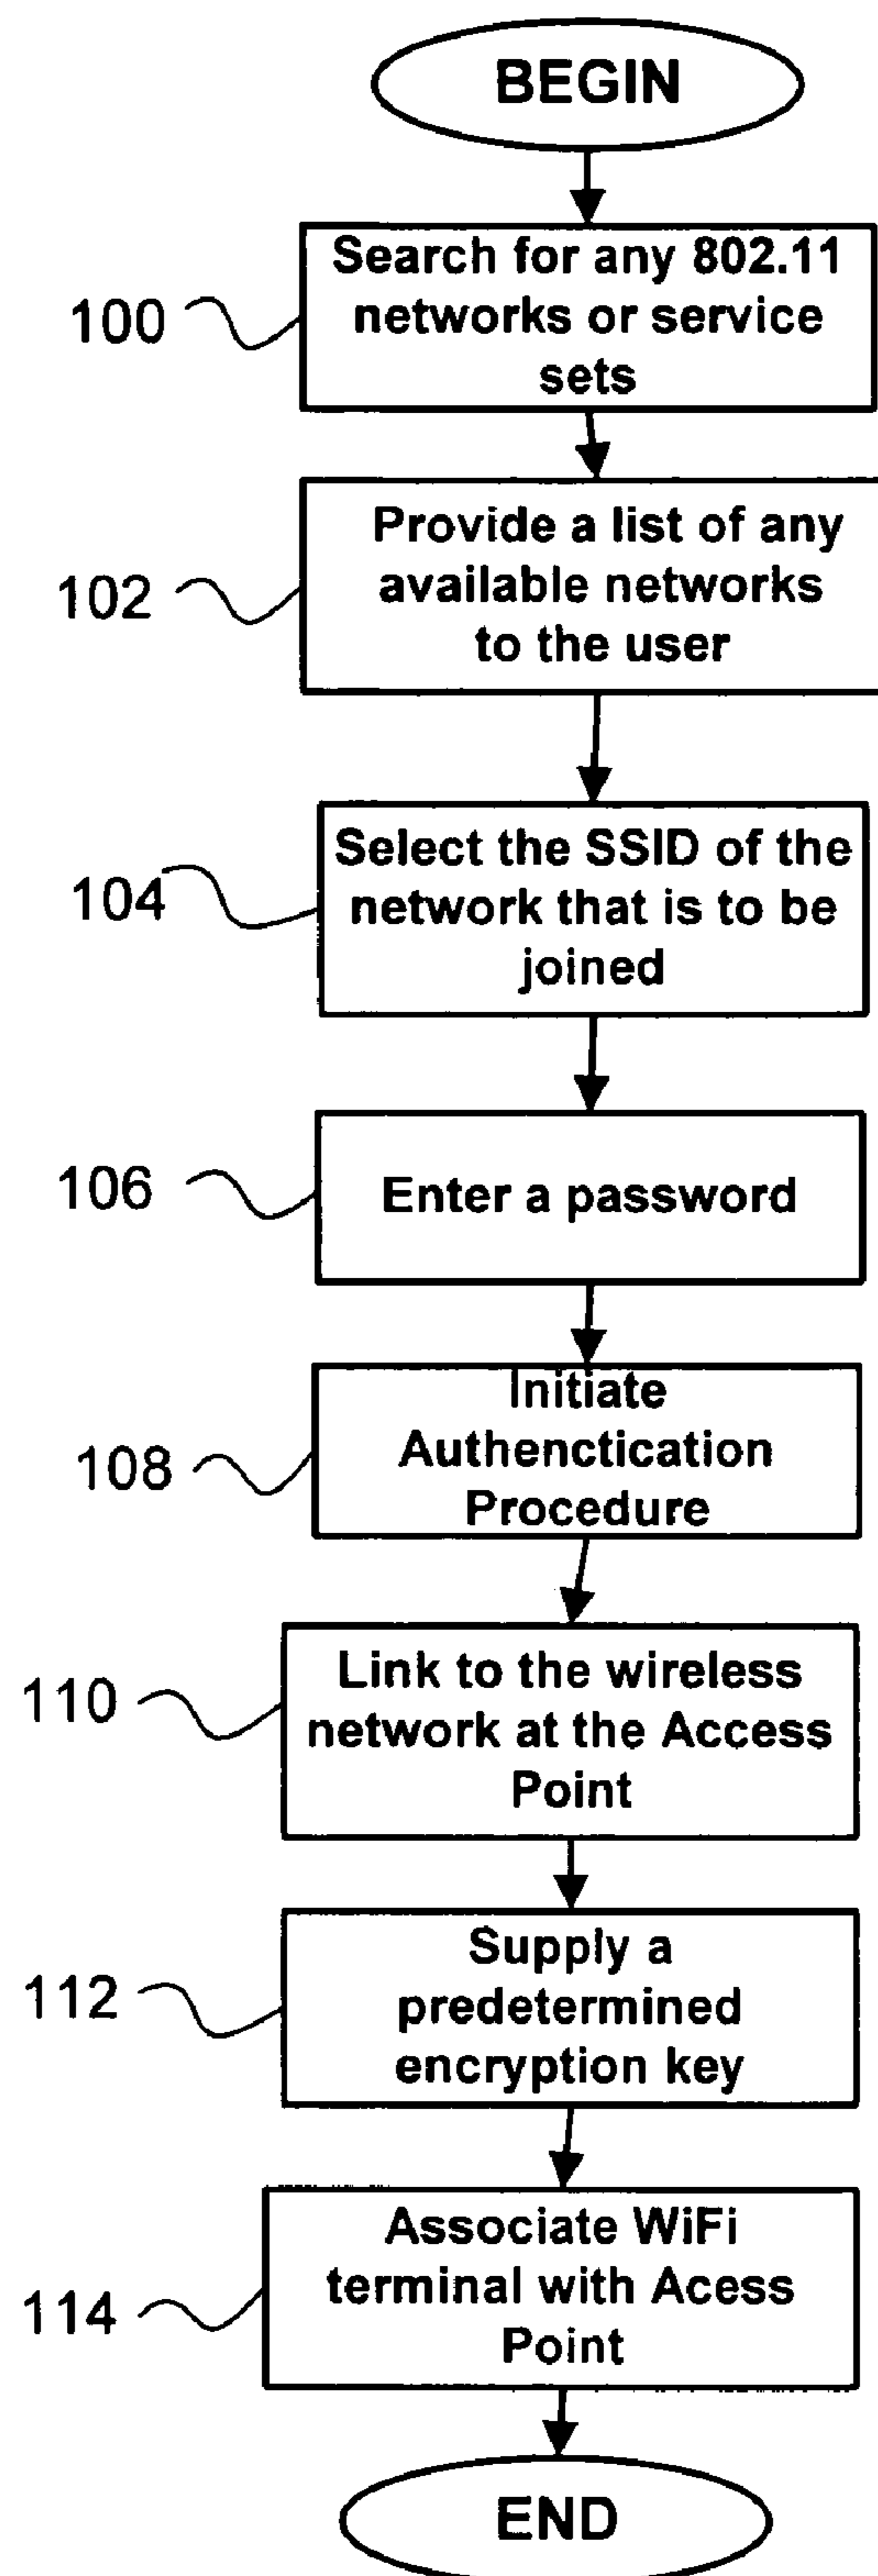 BEGIN
100
Search for any 802.11
networks or service
sets
102
Provide a list of any
available networks
to the user
104
Select the SSID of the
network that is to be
joined
106
Enter a password
108
Initiate
Authenctication
Procedure
110
Link to the wireless
network at the Access
Point
112
Supply a
predetermined
encryption key
114
Associate WiFi
terminal with Acess
Point
END